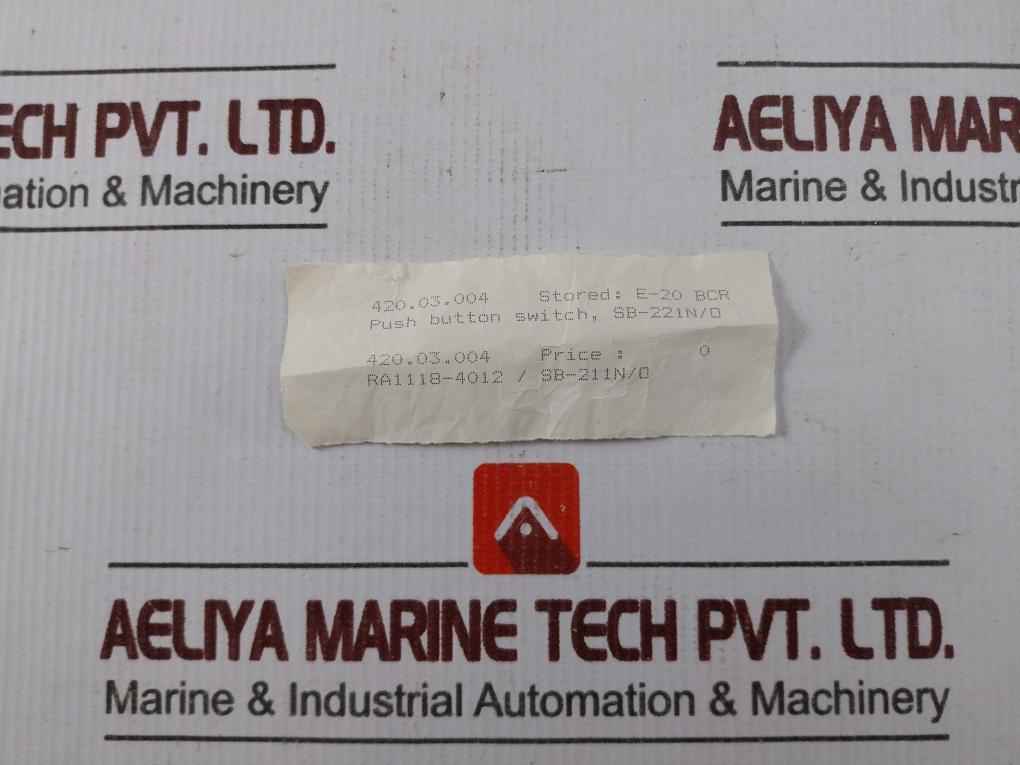 ECH PVT. LTD.
ation & Machinery
AELIYA MAR
Marine & Industr
420.03.004 Stored: E-20 BCR
Push button switch, SB-221N/0
420.03.004 Price : 0
RA1118-4012 / SB-211N/0
AELIYA MARINE TECH PVT. LTD.
Marine & Industrial Automation & Machinery